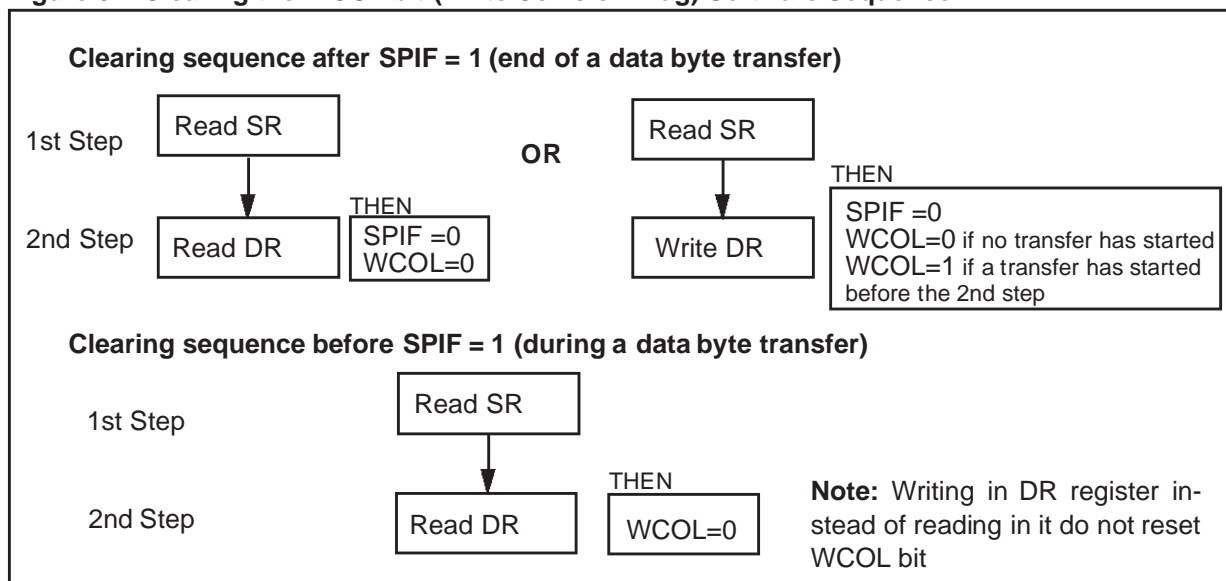 Clearing sequence after SPIF = 1 (end of a data byte transfer)
1st Step
Read SR
OR
Read SR
THEN
2nd Step
Read DR
THEN
SPIF =0
WCOL=0
Write DR
SPIF =0
WCOL=0 if no transfer has started
WCOL=1 if a transfer has started
before the 2nd step
Clearing sequence before SPIF = 1 (during a data byte transfer)
1st Step
Read SR
2nd Step
Read DR
THEN
WCOL=0
Note: Writing in DR register in-
stead of reading in it do not reset
WCOL bit